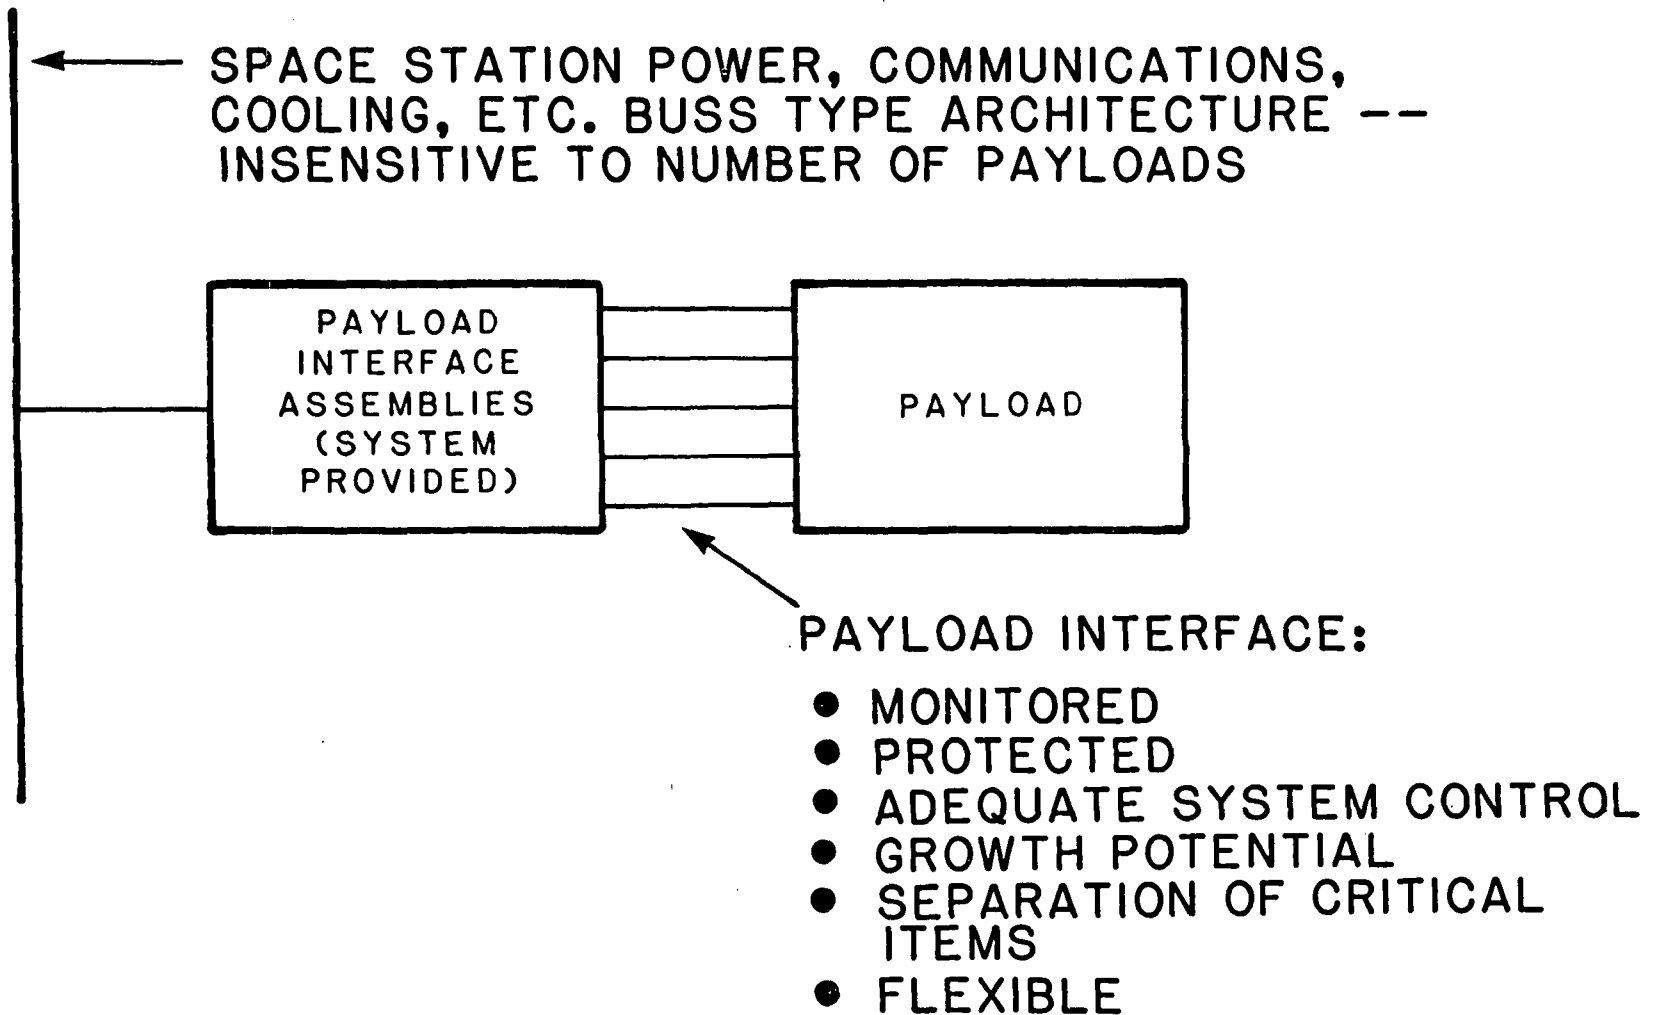 SPACE STATION POWER, COMMUNICATIONS,
COOLING, ETC. BUSS TYPE ARCHITECTURE --
INSENSITIVE TO NUMBER OF PAYLOADS
PAYLOAD
INTERFACE
ASSEMBLIES
(SYSTEM
PROVIDED)
PAYLOAD
PAYLOAD INTERFACE:
● MONITORED
● PROTECTED
● ADEQUATE SYSTEM CONTROL
● GROWTH POTENTIAL
● SEPARATION OF CRITICAL
ITEMS
● FLEXIBLE